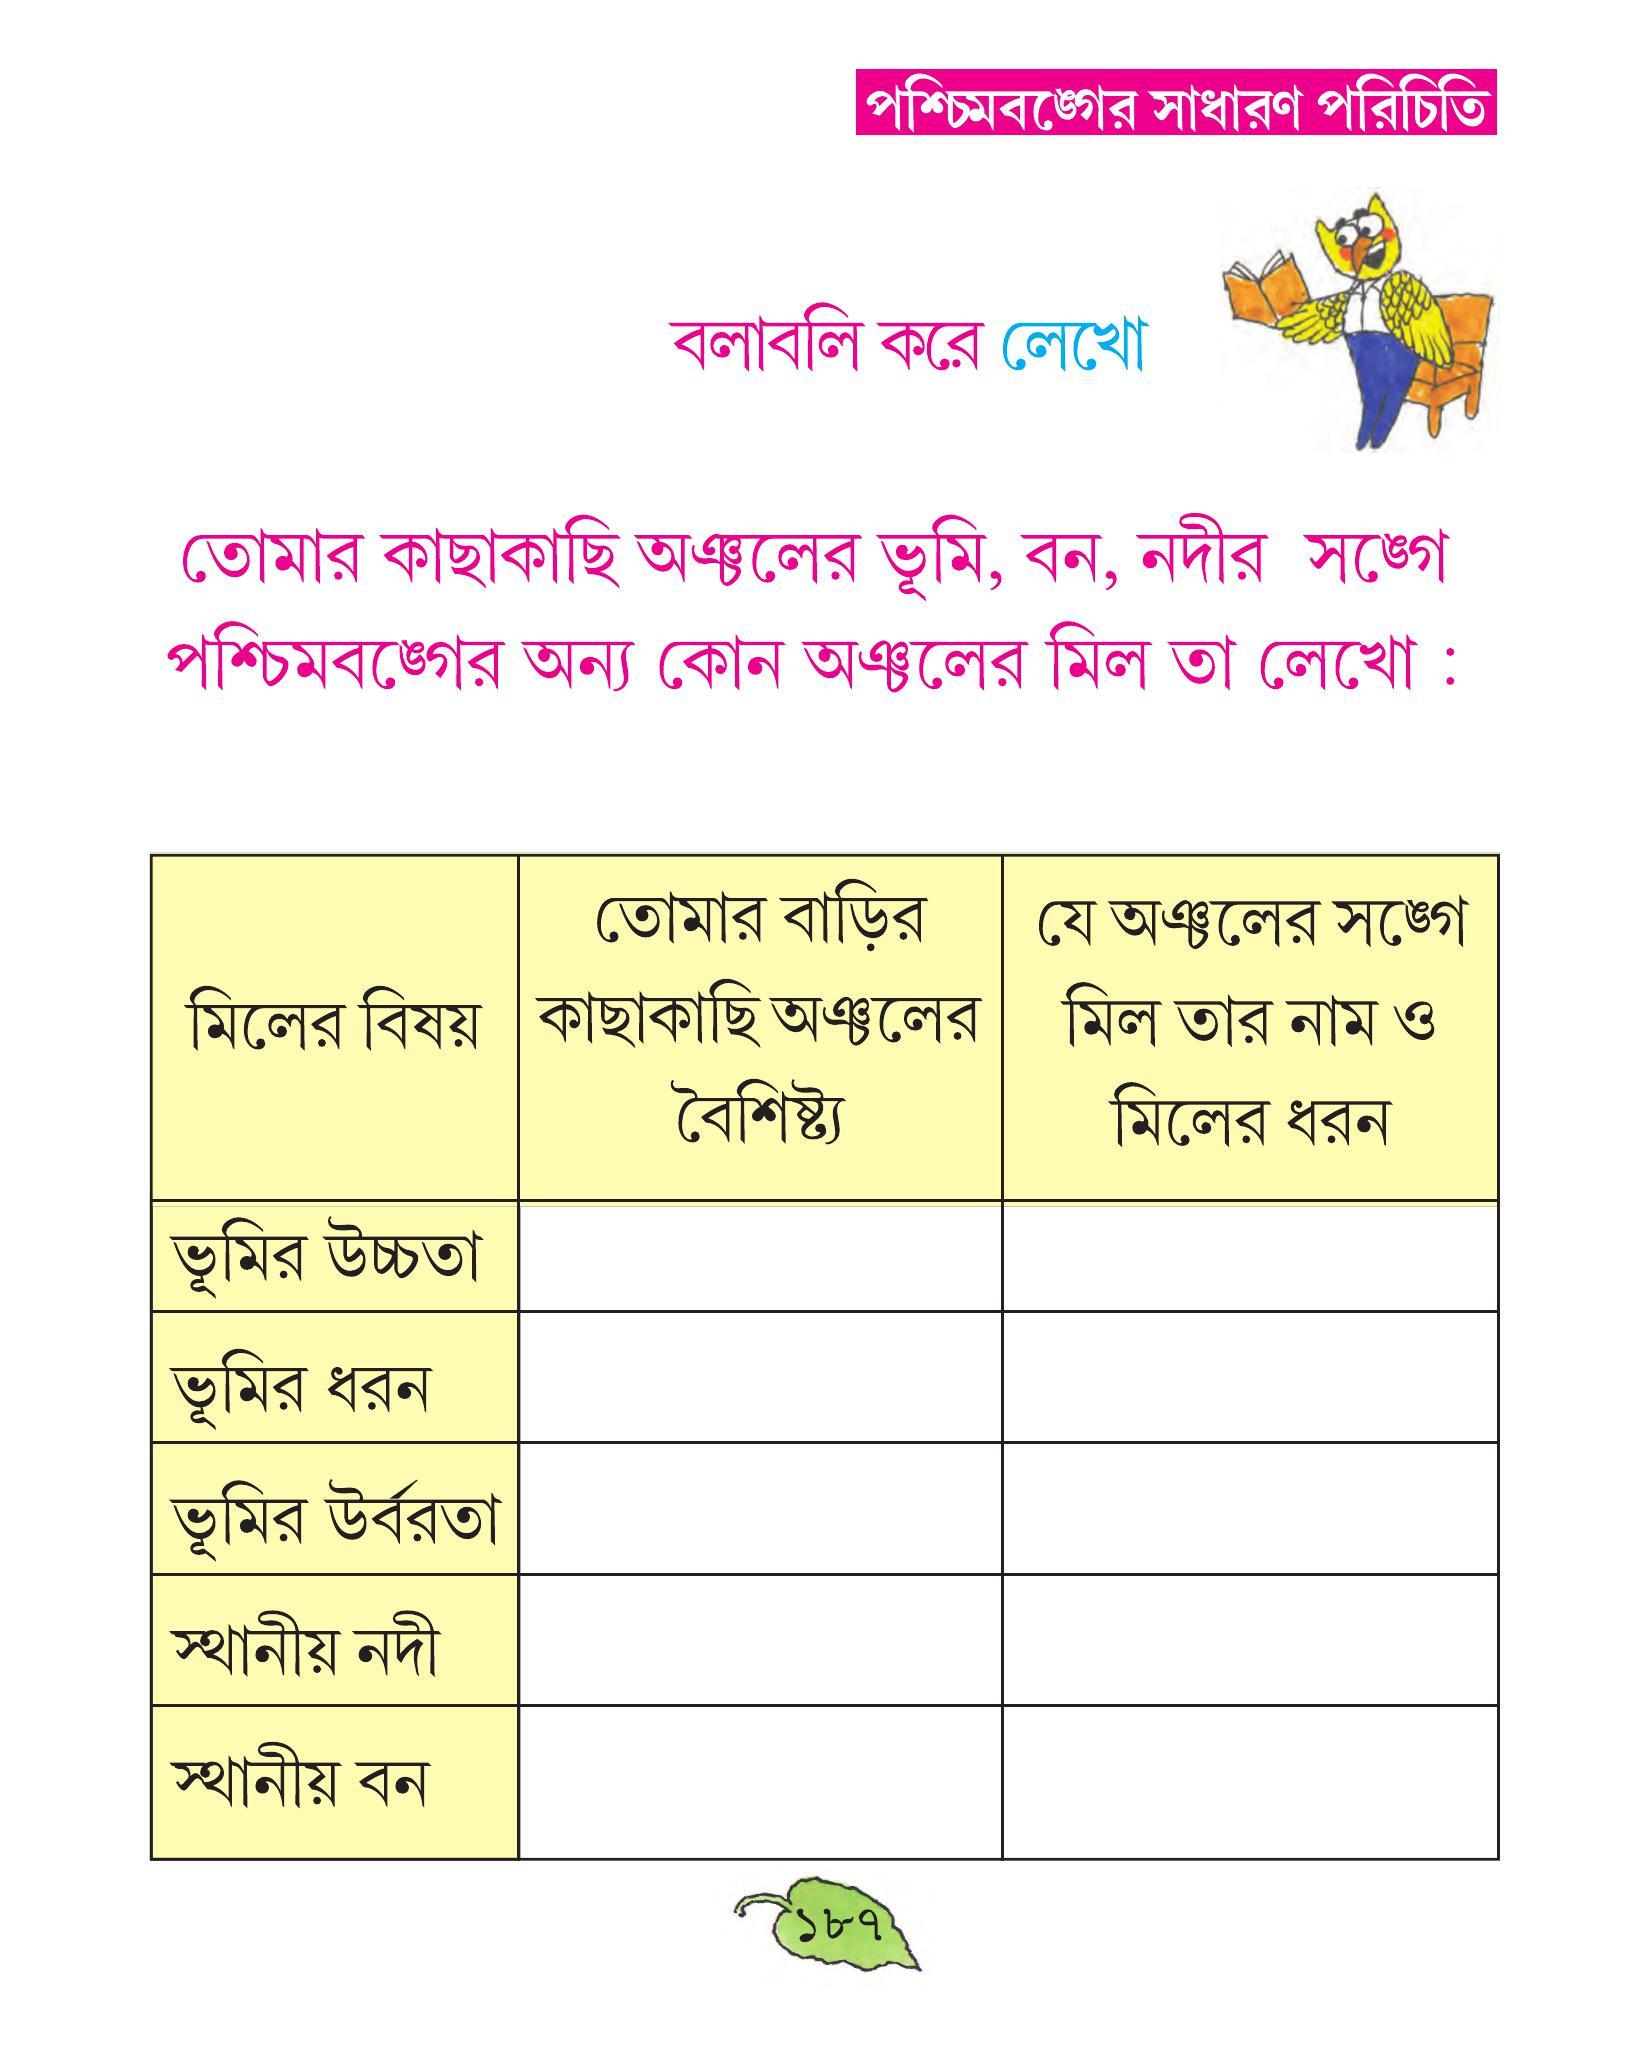 পশ্চিমবঙ্গের সাধারণ পরিচিতি
বলাবলি করে লেখো
তোমার কাছাকাছি অঞ্চলের ভূমি, বন, নদীর সঙ্গে
পশ্চিমবঙ্গের অন্য কোন অঞ্চলের মিল তা লেখো :
মিলের বিষয়
তোমার বাড়ির
কাছাকাছি অঞ্চলের
বৈশিষ্ট্য
যে অঞ্চলের সঙ্গে
মিল তার নাম ও
মিলের ধরন
ভূমির উচ্চতা
ভূমির ধরন
ভূমির উর্বরতা
স্থানীয় নদী
স্থানীয় বন
১৮৭